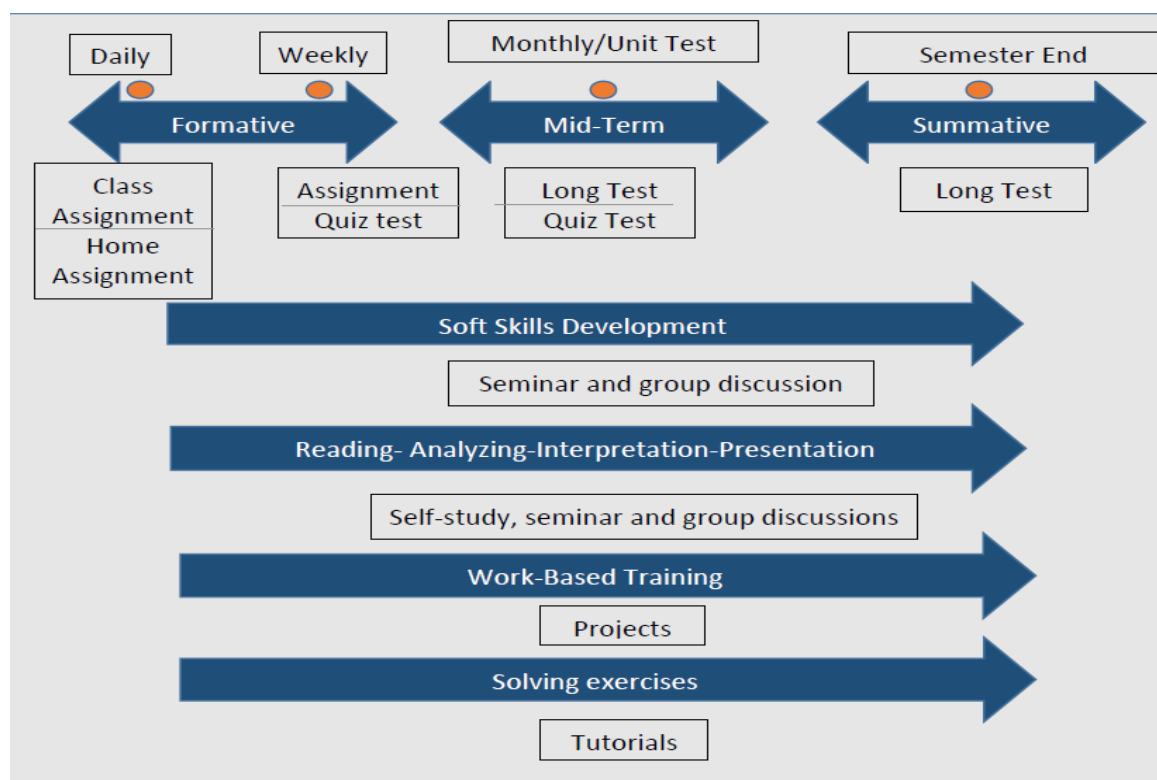 Daily
Weekly
Monthly/Unit Test
Semester End
Formative
Mid-Term
Summative
Class
Assignment
Home
Assignment
Assignment
Quiz test
Long Test
Quiz Test
Long Test
Soft Skills Development
Seminar and group discussion
Reading- Analyzing-Interpretation-Presentation
Self-study, seminar and group discussions
Work-Based Training
Projects
Solving exercises
Tutorials